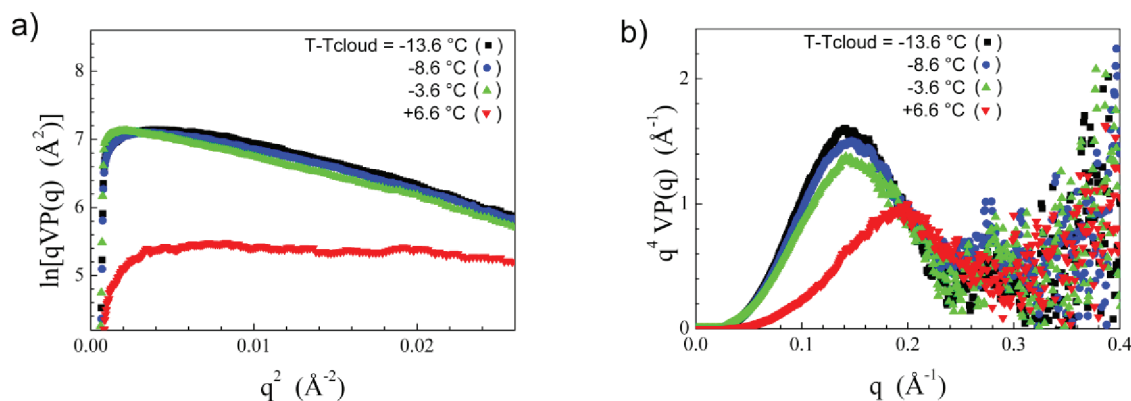 a)
T-Tcloud = -13.6 °C (■)
-8.6 °C (●)
-3.6 °C (▲)
+6.6 °C (▼)
8
7
6
5
ln[qVP(q) (Å²)]
0.00 0.01 0.02
q² (Å⁻²)
b)
T-Tcloud = -13.6 °C (■)
-8.6 °C (●)
-3.6 °C (▲)
+6.6 °C (▼)
2
1
0
q⁴ VP(q) (Å⁻¹)
0.0 0.1 0.2 0.3 0.4
q (Å⁻¹)